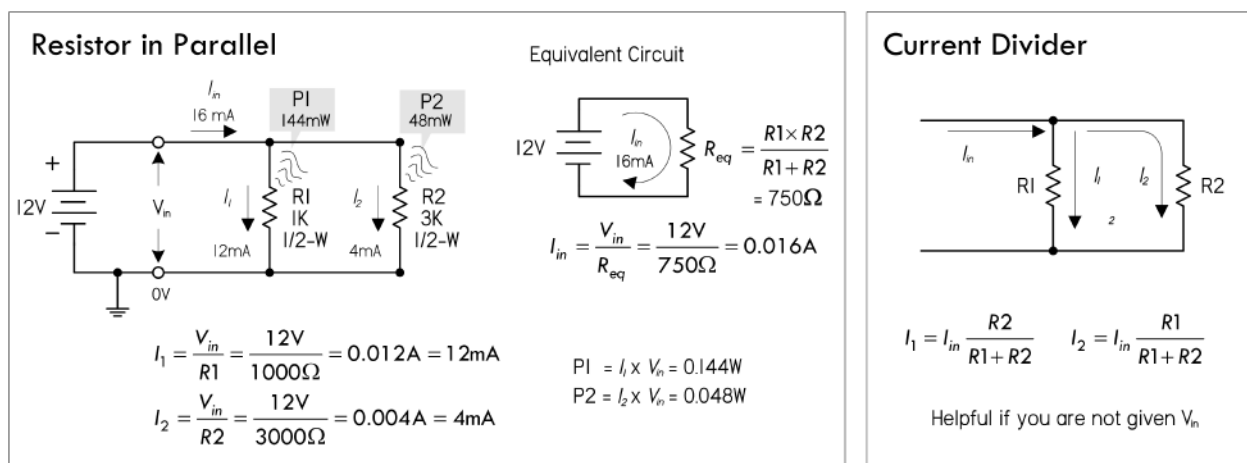 Resistor in Parallel
I_in
16 mA
P1
144mW
P2
48mW
+
12V
−
V_in
I_1
R1
1K
1/2-W
12mA
I_2
R2
3K
1/2-W
4mA
0V
I_1 = V_in / R1 = 12V / 1000Ω = 0.012A = 12mA
I_2 = V_in / R2 = 12V / 3000Ω = 0.004A = 4mA
Equivalent Circuit
12V
I_in
16mA
R_eq = R1 × R2 / R1 + R2
= 750Ω
I_in = V_in / R_eq = 12V / 750Ω = 0.016A
P1 = I_1 x V_in = 0.144W
P2 = I_2 x V_in = 0.048W
Current Divider
I_in
R1
I_1
2
I_2
R2
I_1 = I_in R2 / R1 + R2
I_2 = I_in R1 / R1 + R2
Helpful if you are not given V_in